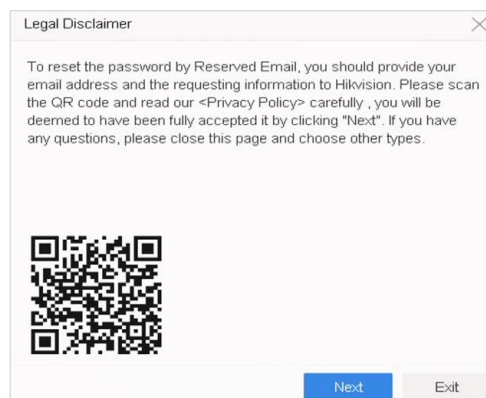 Legal Disclaimer
To reset the password by Reserved Email, you should provide your
email address and the requesting information to Hikvision. Please scan
the QR code and read our <Privacy Policy> carefully , you will be
deemed to have been fully accepted it by clicking "Next". If you have
any questions, please close this page and choose other types.
Next
Exit